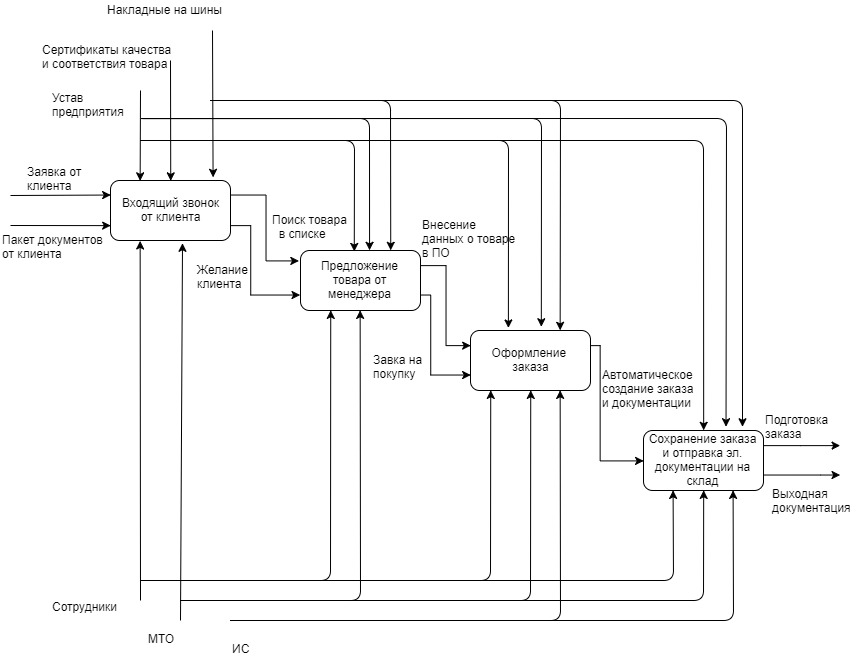 Накладные на шины
Сертификаты качества
и соответствия товара
Устав
предприятия
Заявка от
клиента
Входящий звонок
от клиента
Пакет документов
от клиента
Поиск товара
в списке
Внесение
данных о товаре
в ПО
Желание
клиента
Предложение
товара от
менеджера
Завка на
покупку
Оформление
заказа
Автоматическое
создание заказа
и документации
Сохранение заказа
и отправка эл.
документации на
склад
Подготовка
заказа
Выходная
документация
Сотрудники
МТО
ИС